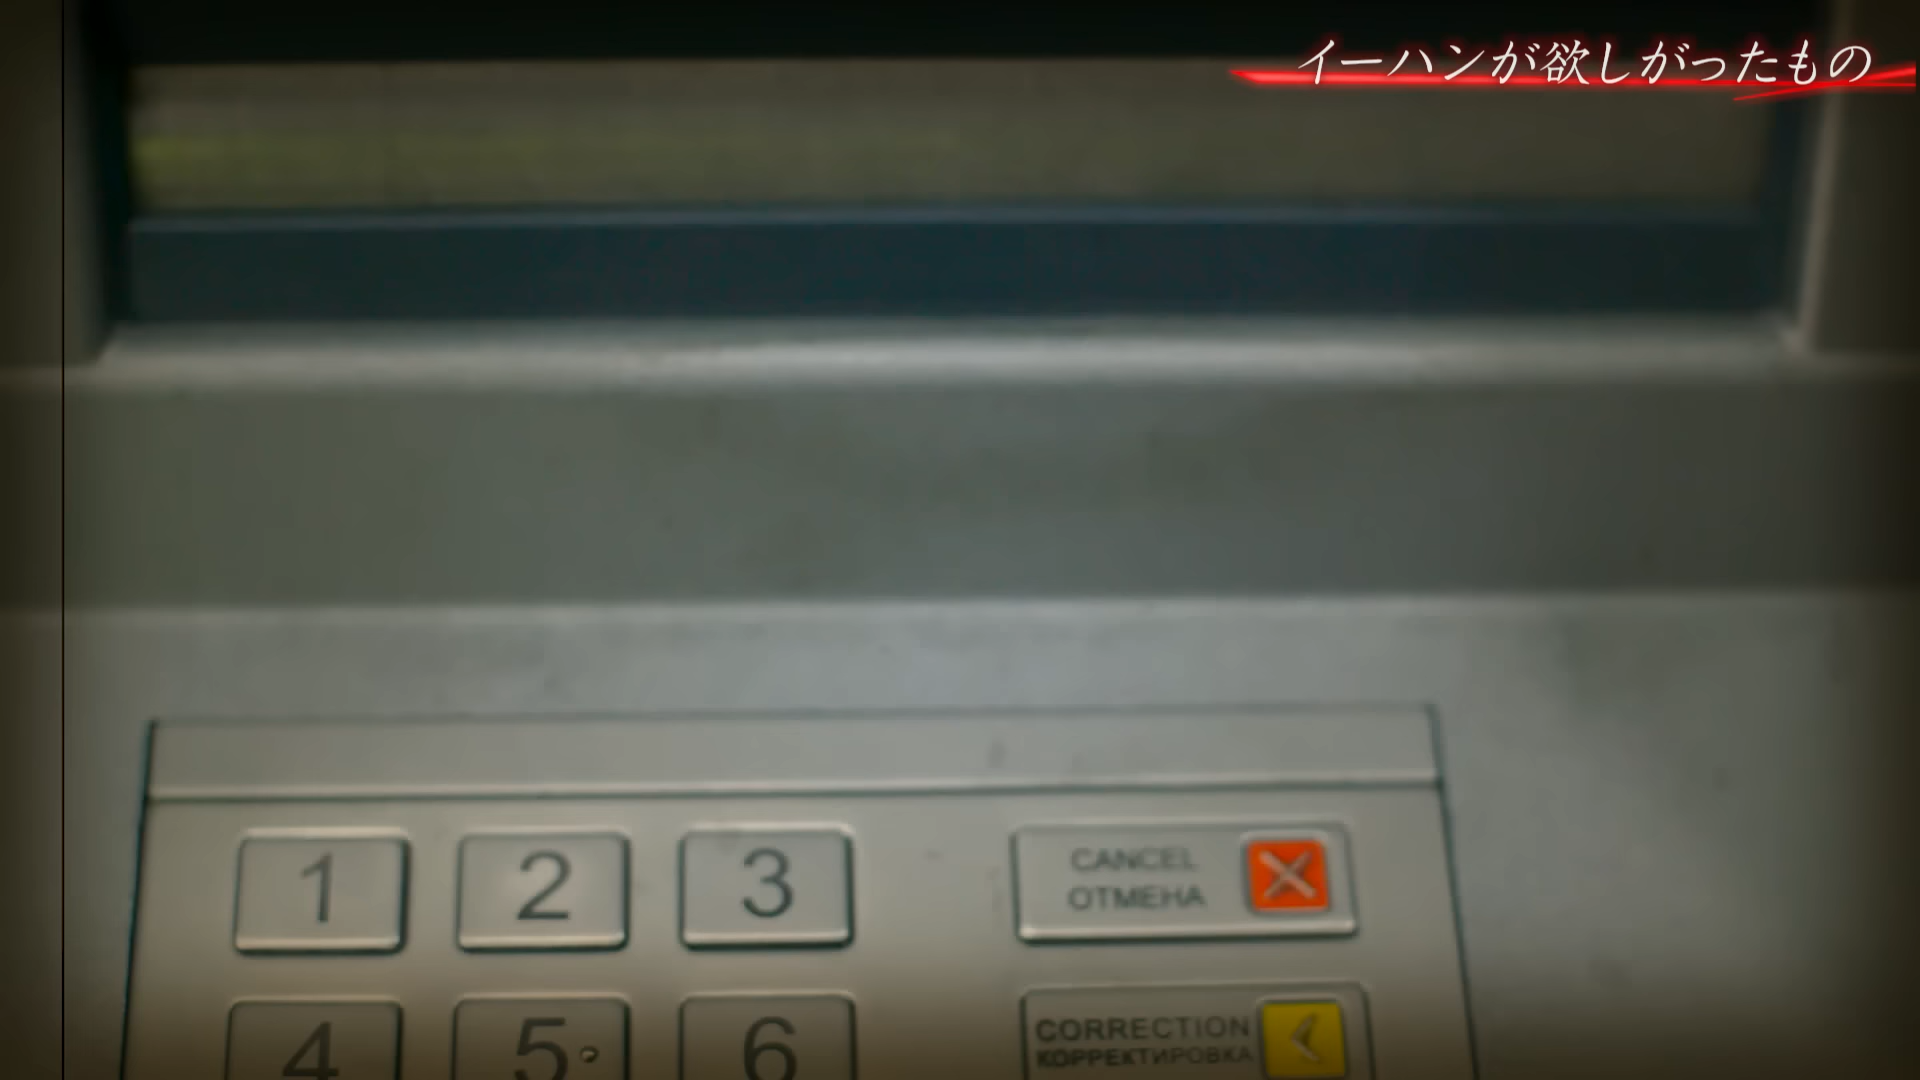 イーハンが欲しがったもの
1 2 3 CANCEL
ОТМЕНА
4 5 6 CORRECTION
КОРРЕКТИРОВКА